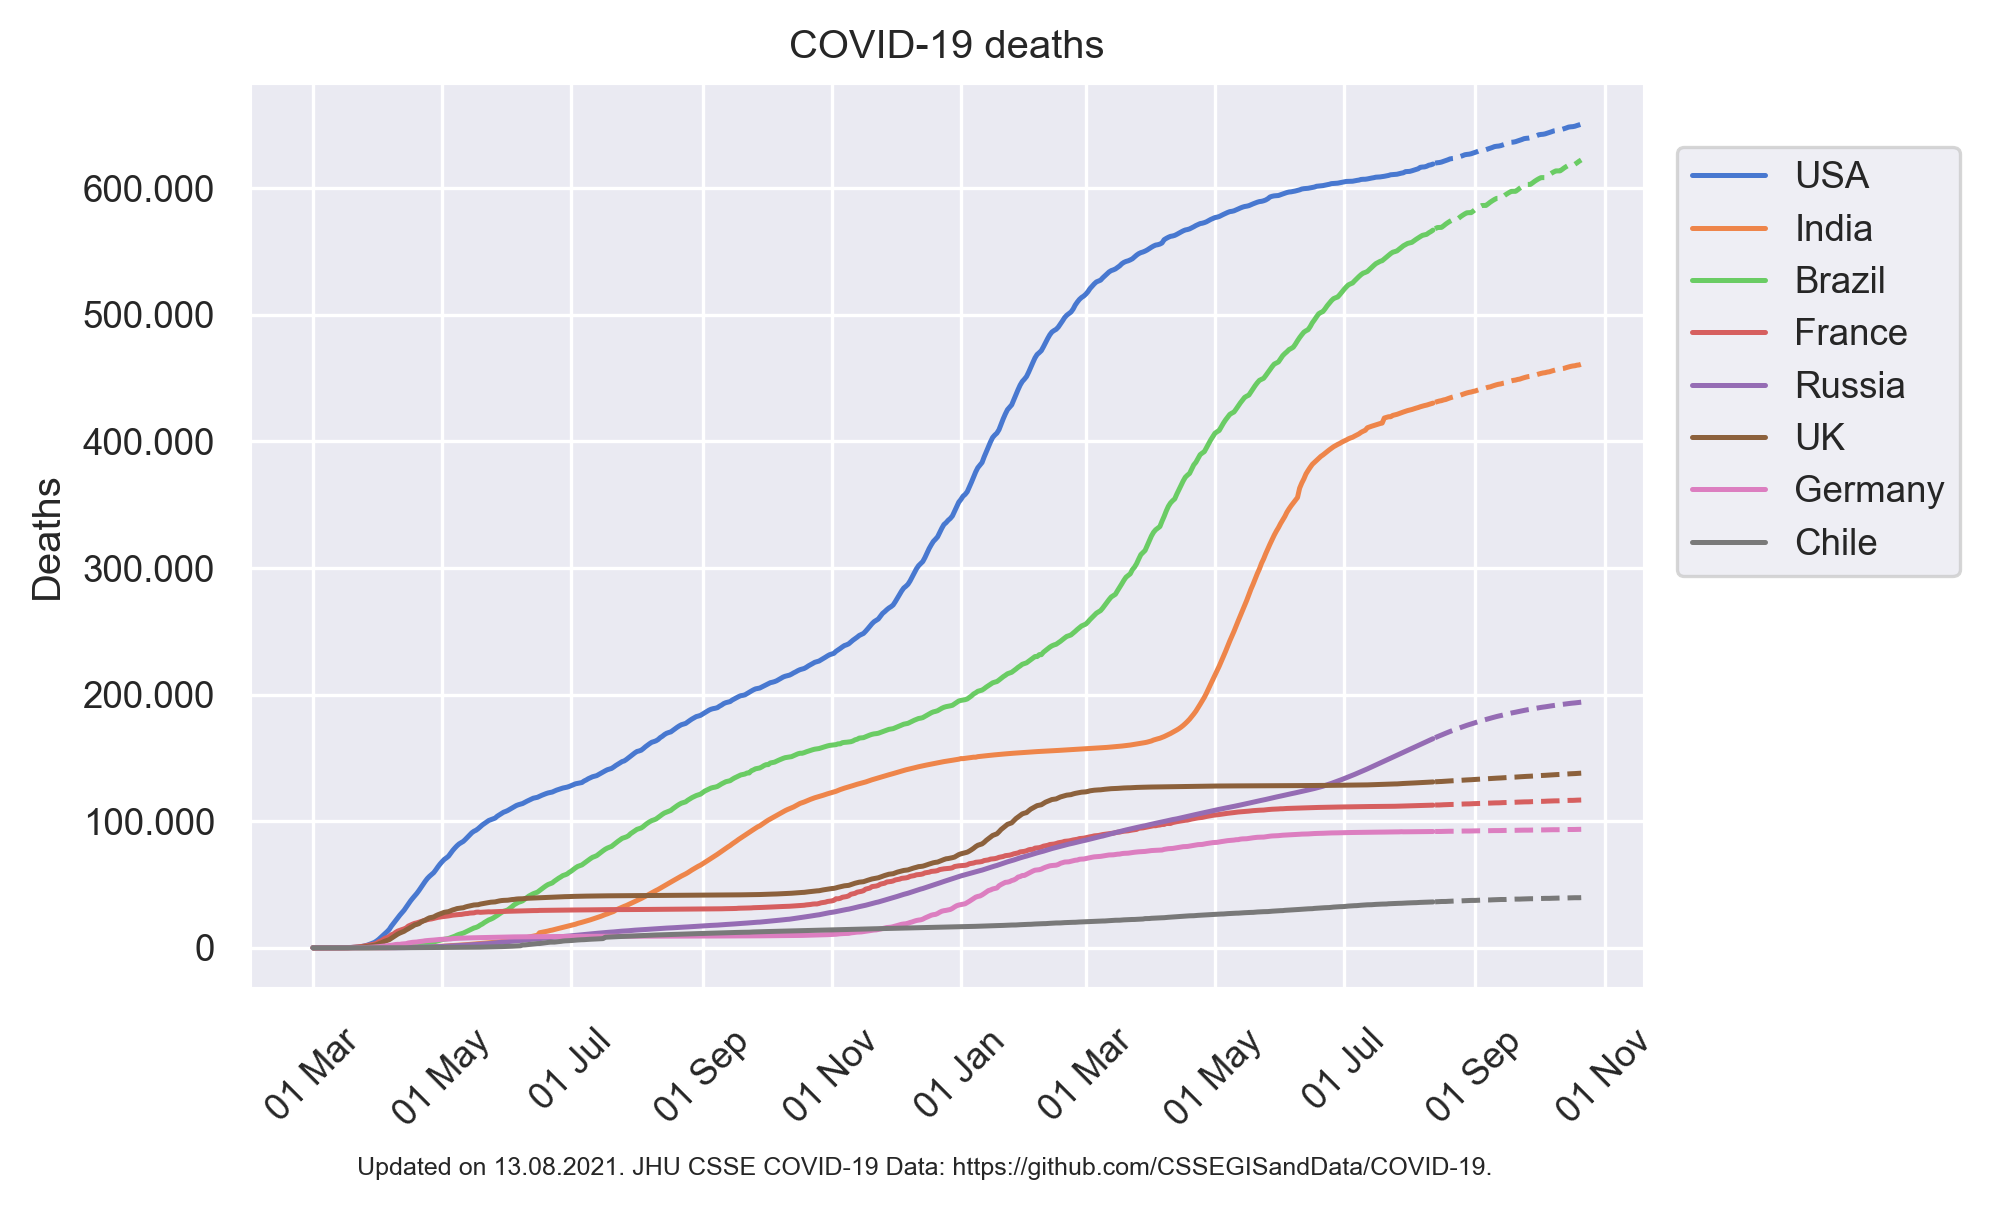 COVID-19 deaths
600.000
500.000
400.000
300.000
200.000
100.000
0
Deaths
01 Mar
01 May
01 Jul
01 Sep
01 Nov
01 Jan
01 Mar
01 May
01 Jul
01 Sep
01 Nov
USA
India
Brazil
France
Russia
UK
Germany
Chile
Updated on 13.08.2021. JHU CSSE COVID-19 Data: https://github.com/CSSEGISandData/COVID-19.